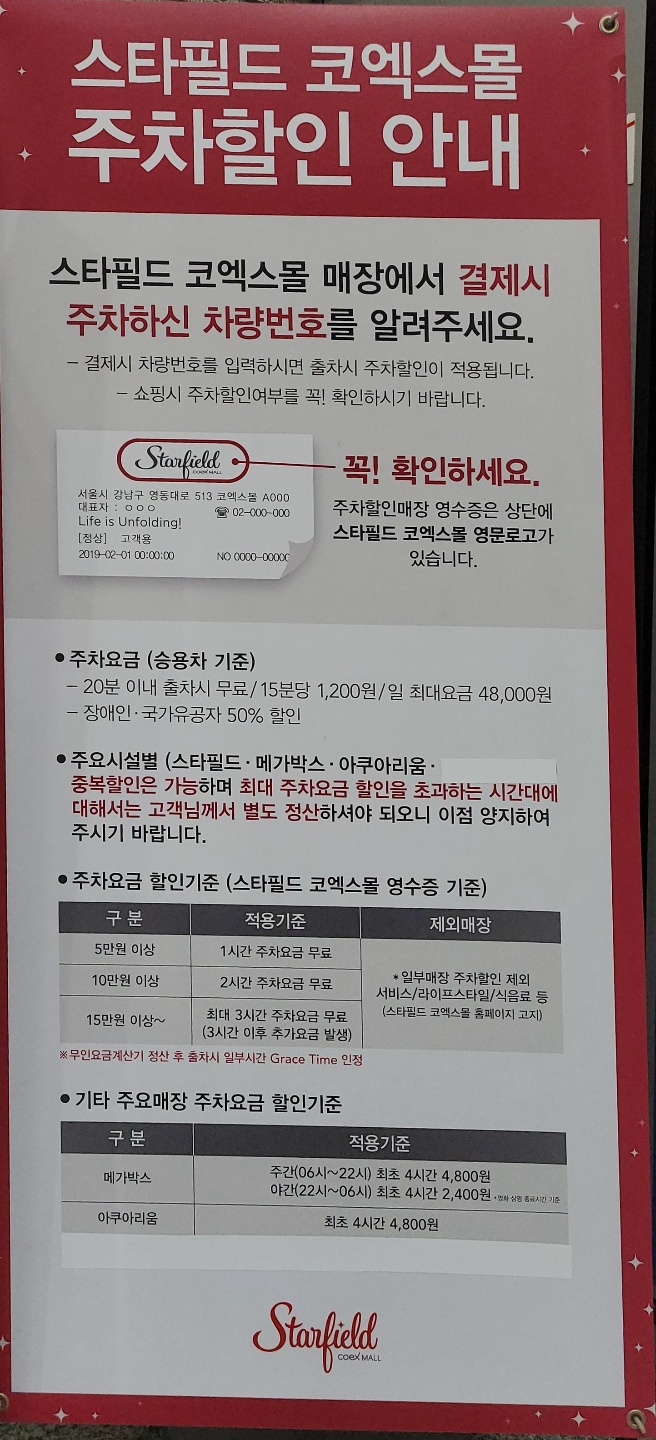 스타필드 코엑스몰
주차할인 안내
스타필드 코엑스몰 매장에서 결제시
주차하신 차량번호를 알려주세요.
- 결제시 차량번호를 입력하시면 출차시 주차할인이 적용됩니다.
- 쇼핑시 주차할인여부를 꼭! 확인하시기 바랍니다.
Starfield
COEX MALL
서울시 강남구 영동대로 513 코엑스몰 A000
대표자 : ㅇㅇㅇ ☎ 02-000-000
Life is Unfolding!
[정상] 고객용
2019-02-01 00:00:00 NO 0000-00000
꼭! 확인하세요.
주차할인매장 영수증은 상단에
스타필드 코엑스몰 영문로고가
있습니다.
• 주차요금 (승용차 기준)
- 20분 이내 출차시 무료/15분당 1,200원/일 최대요금 48,000원
- 장애인·국가유공자 50% 할인
• 주요시설별 (스타필드·메가박스·아쿠아리움·
중복할인은 가능하며 최대 주차요금 할인을 초과하는 시간대에
대해서는 고객님께서 별도 정산하셔야 되오니 이점 양지하여
주시기 바랍니다.
• 주차요금 할인기준 (스타필드 코엑스몰 영수증 기준)
구 분 적용기준 제외매장
5만원 이상 1시간 주차요금 무료
10만원 이상 2시간 주차요금 무료
15만원 이상~ 최대 3시간 주차요금 무료
(3시간 이후 추가요금 발생)
*일부매장 주차할인 제외
서비스/라이프스타일/식음료 등
(스타필드 코엑스몰 홈페이지 고지)
※무인요금계산기 정산 후 출차시 일부시간 Grace Time 인정
• 기타 주요매장 주차요금 할인기준
구 분 적용기준
메가박스 주간(06시~22시) 최초 4시간 4,800원
야간(22시~06시) 최초 4시간 2,400원 *영화 상영 종료시간 기준
아쿠아리움 최초 4시간 4,800원
Starfield
COEX MALL